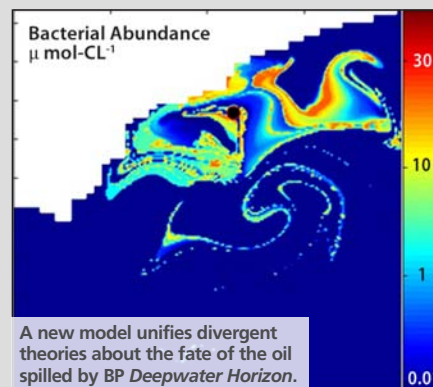 Bacterial Abundance
μ mol-CL⁻¹
30
10
1
0.0
A new model unifies divergent
theories about the fate of the oil
spilled by BP Deepwater Horizon.